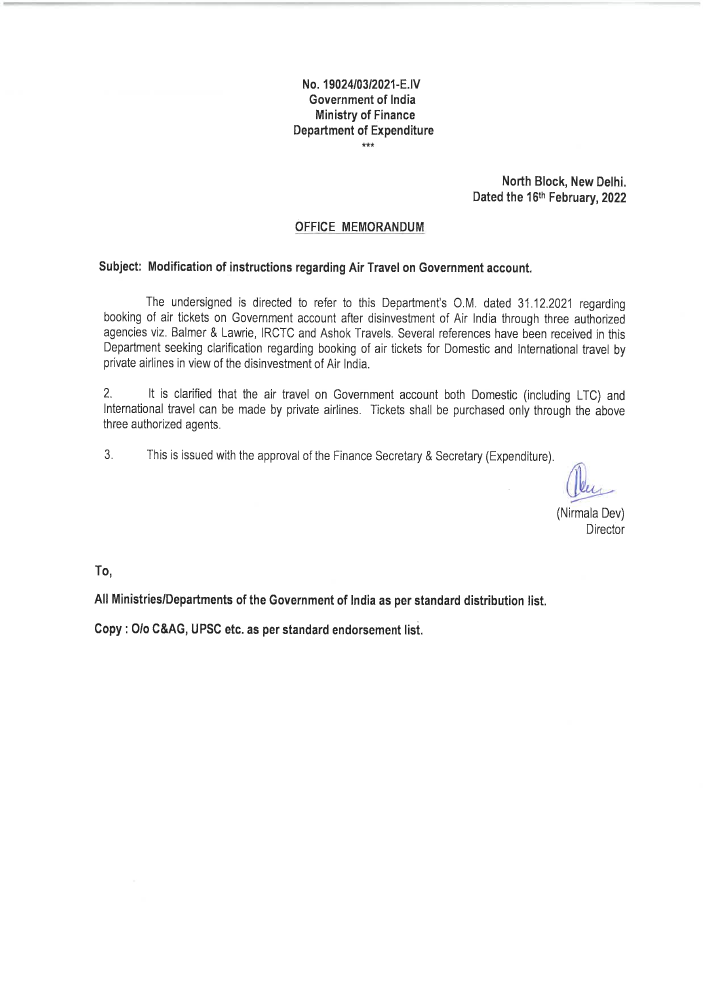 No. 19024/03/2021-E.IV
Government of India
Ministry of Finance
Department of Expenditure
***
North Block, New Delhi.
Dated the 16th February, 2022
OFFICE MEMORANDUM
Subject: Modification of instructions regarding Air Travel on Government account.
The undersigned is directed to refer to this Department's O.M. dated 31.12.2021 regarding
booking of air tickets on Government account after disinvestment of Air India through three authorized
agencies viz. Balmer & Lawrie, IRCTC and Ashok Travels. Several references have been received in this
Department seeking clarification regarding booking of air tickets for Domestic and International travel by
private airlines in view of the disinvestment of Air India.
2. It is clarified that the air travel on Government account both Domestic (including LTC) and
International travel can be made by private airlines. Tickets shall be purchased only through the above
three authorized agents.
3. This is issued with the approval of the Finance Secretary & Secretary (Expenditure).
(Nirmala Dev)
Director
To,
All Ministries/Departments of the Government of India as per standard distribution list.
Copy : O/o C&AG, UPSC etc. as per standard endorsement list.